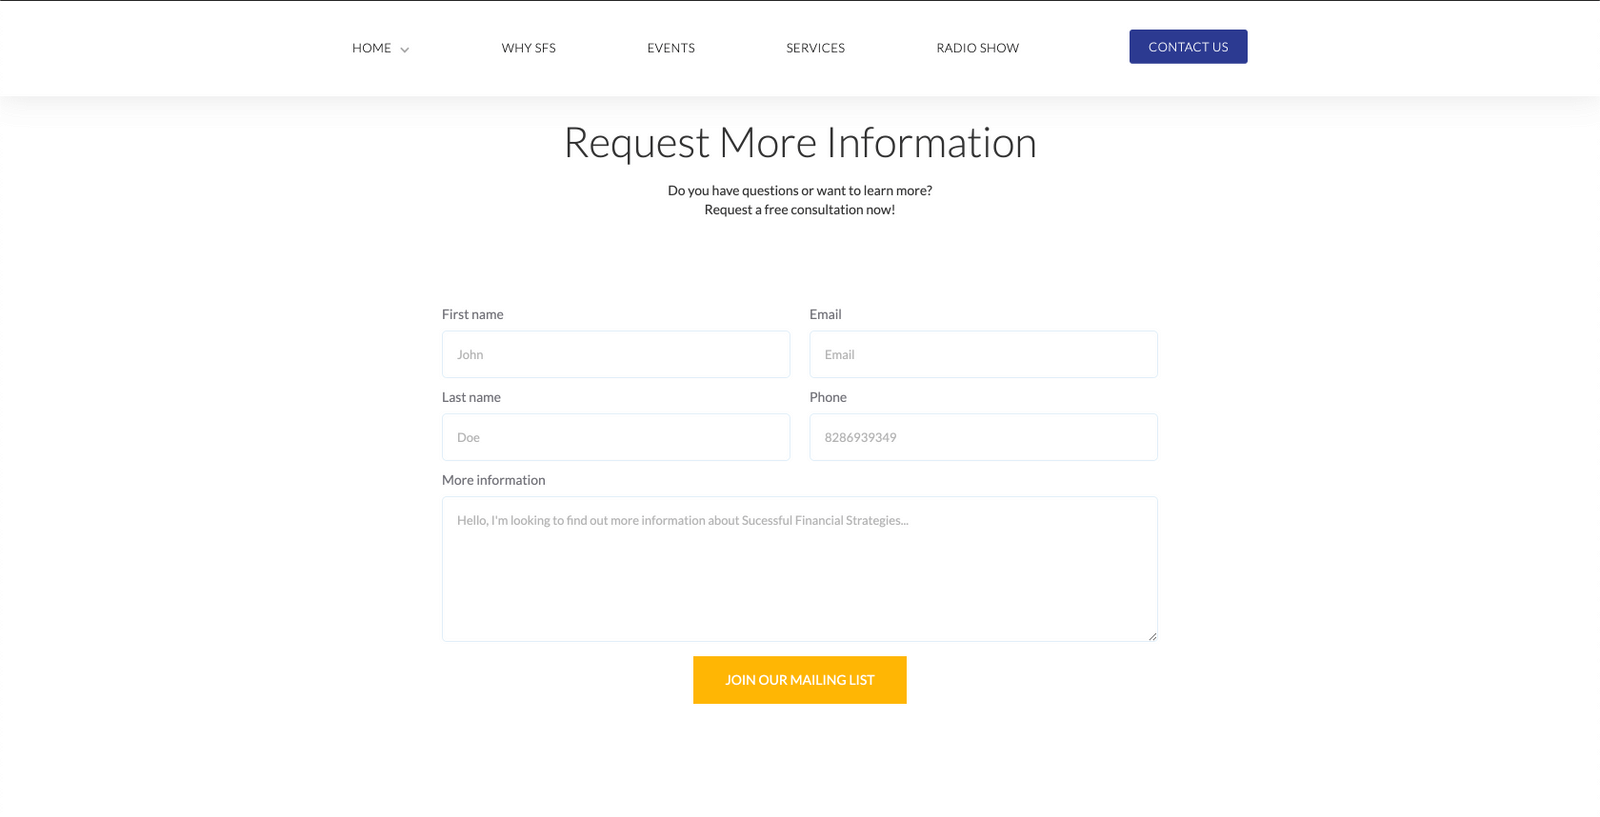 HOME
WHY SFS
EVENTS
SERVICES
RADIO SHOW
CONTACT US
Request More Information
Do you have questions or want to learn more?
Request a free consultation now!
First name
Email
John
Email
Last name
Phone
Doe
8286939349
More information
Hello, I'm looking to find out more information about Sucessful Financial Strategies...
JOIN OUR MAILING LIST